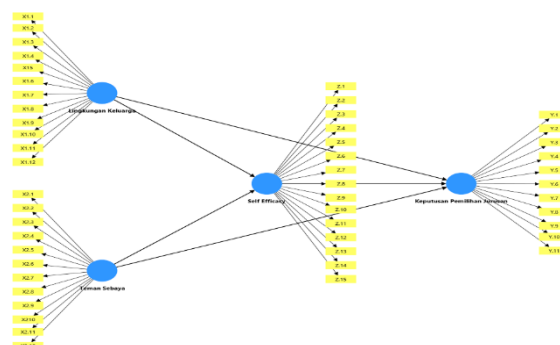 X1.1
X1.2
X1.3
X1.4
X15
X1.6
X1.7
X1.8
X1.9
X1.10
X1.11
X1.12
Lingkungan Keluarga
X2.1
X2.2
X2.3
X2.4
X2.5
X2.6
X2.7
X2.8
X2.9
X210
X2.11
Teman Sebaya
Z.1
Z.2
Z.3
Z.4
Z.5
Z.6
Z.7
Z.8
Z.9
Z.10
Z.11
Z.12
Z.13
Z.14
Z.15
Self Efficacy
Y.1
Y.2
Y.3
Y.4
Y.5
Y.6
Y.7
Y.8
Y.9
Y.10
Y.11
Keputusan Pemilihan Jurusan